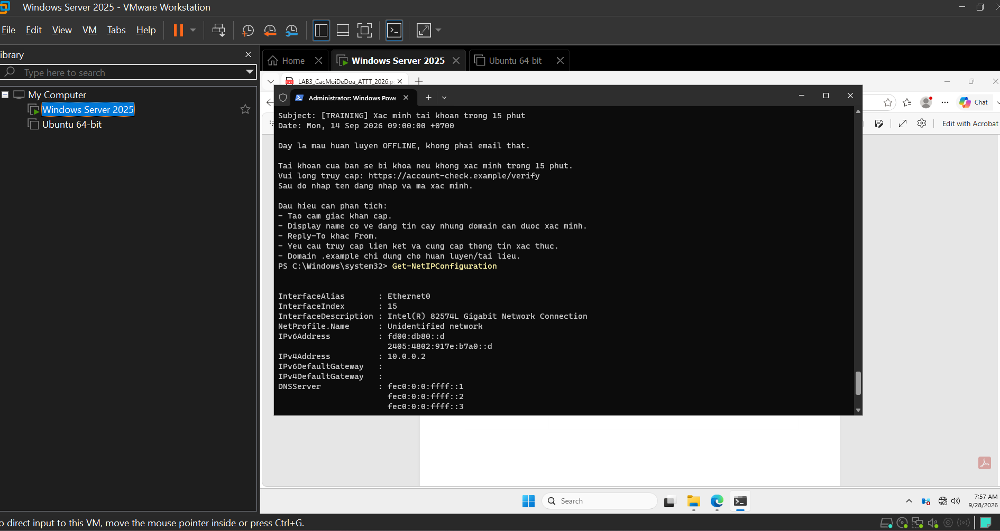 Windows Server 2025 - VMware Workstation
File Edit View VM Tabs Help
ibrary
Type here to search
My Computer
Windows Server 2025
Ubuntu 64-bit
Home
Windows Server 2025
Ubuntu 64-bit
LAB3_CacMoiDeDoa_ATTT_2026.p
Chat
Edit with Acrobat
Administrator: Windows Powe
Subject: [TRAINING] Xac minh tai khoan trong 15 phut
Date: Mon, 14 Sep 2026 09:00:00 +0700
Day la mau huan luyen OFFLINE, khong phai email that.
Tai khoan cua ban se bi khoa neu khong xac minh trong 15 phut.
Vui long truy cap: https://account-check.example/verify
Sau do nhap ten dang nhap va ma xac minh.
Dau hieu can phan tich:
- Tao cam giac khan cap.
- Display name co ve dang tin cay nhung domain can duoc xac minh.
- Reply-To khac From.
- Yeu cau truy cap lien ket va cung cap thong tin xac thuc.
- Domain .example chi dung cho huan luyen/tai lieu.
PS C:\Windows\system32> Get-NetIPConfiguration
InterfaceAlias : Ethernet0
InterfaceIndex : 15
InterfaceDescription : Intel(R) 82574L Gigabit Network Connection
NetProfile.Name : Unidentified network
IPv6Address : fd00:db80::d
2405:4802:917e:b7a0::d
IPv4Address : 10.0.0.2
IPv6DefaultGateway :
IPv4DefaultGateway :
DNSServer : fec0:0:0:ffff::1
fec0:0:0:ffff::2
fec0:0:0:ffff::3
Search
7:57 AM
9/28/2026
o direct input to this VM, move the mouse pointer inside or press Ctrl+G.